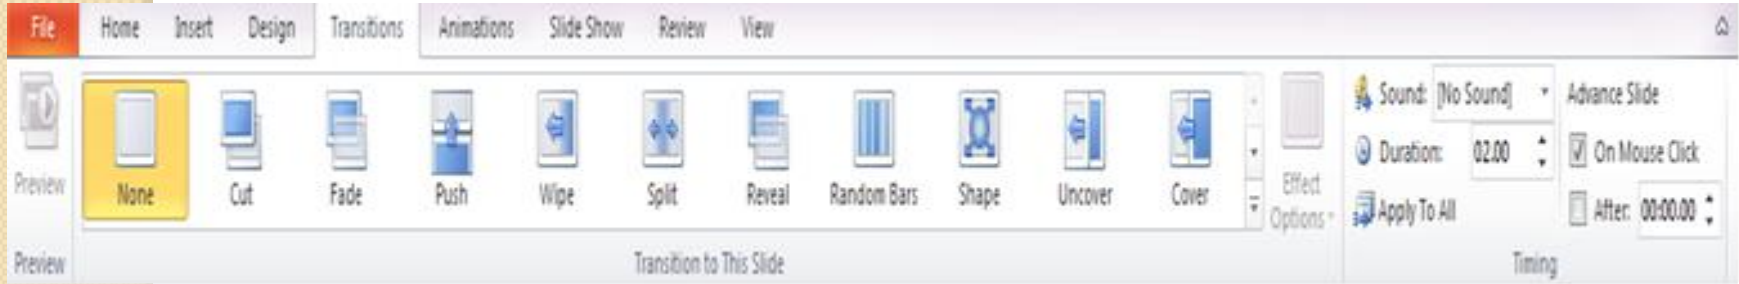 File Home Insert Design Transitions Animations Slide Show Review View
Sound: [No Sound] Advance Slide
Duration: 02.00 On Mouse Click
Preview None Cut Fade Push Wipe Split Reveal Random Bars Shape Uncover Cover Effect Options
Apply To All After: 00:00.00
Preview Transition to This Slide Timing